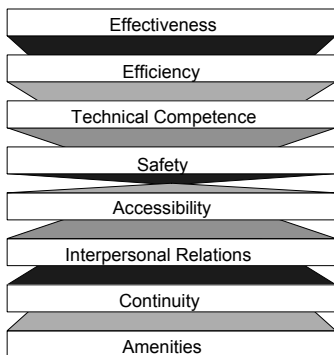 Effectiveness
Efficiency
Technical Competence
Safety
Accessibility
Interpersonal Relations
Continuity
Amenities